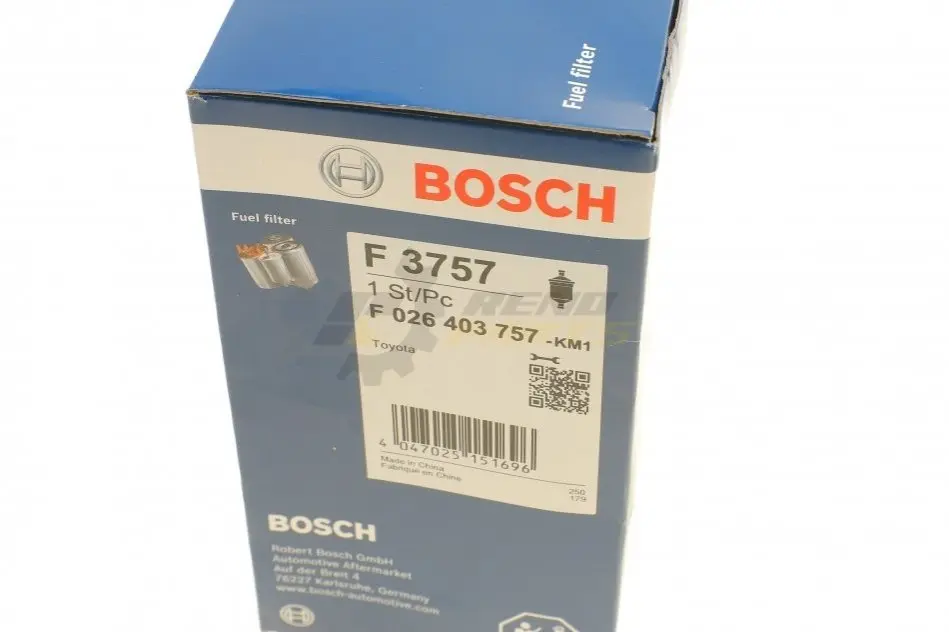 Fuel filter
BOSCH
Fuel filter
F 3757
1 St/Pc
F 026 403 757 -KM1
Toyota
4 047025 151696
Made in China
Fabriqué en Chine
250
179
BOSCH
Robert Bosch GmbH
Automotive Aftermarket
Auf der Breit 4
76227 Karlsruhe, Germany
www.bosch-automotive.com